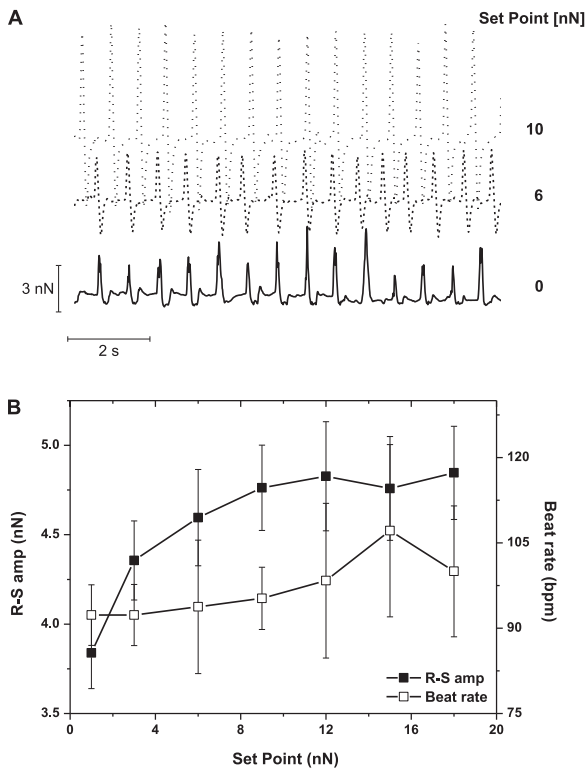 A
Set Point [nN]
10
6
0
3 nN
2 s
B
5.0
4.5
4.0
3.5
R-S amp (nN)
120
105
90
75
Beat rate (bpm)
R-S amp
Beat rate
0 4 8 12 16 20
Set Point (nN)